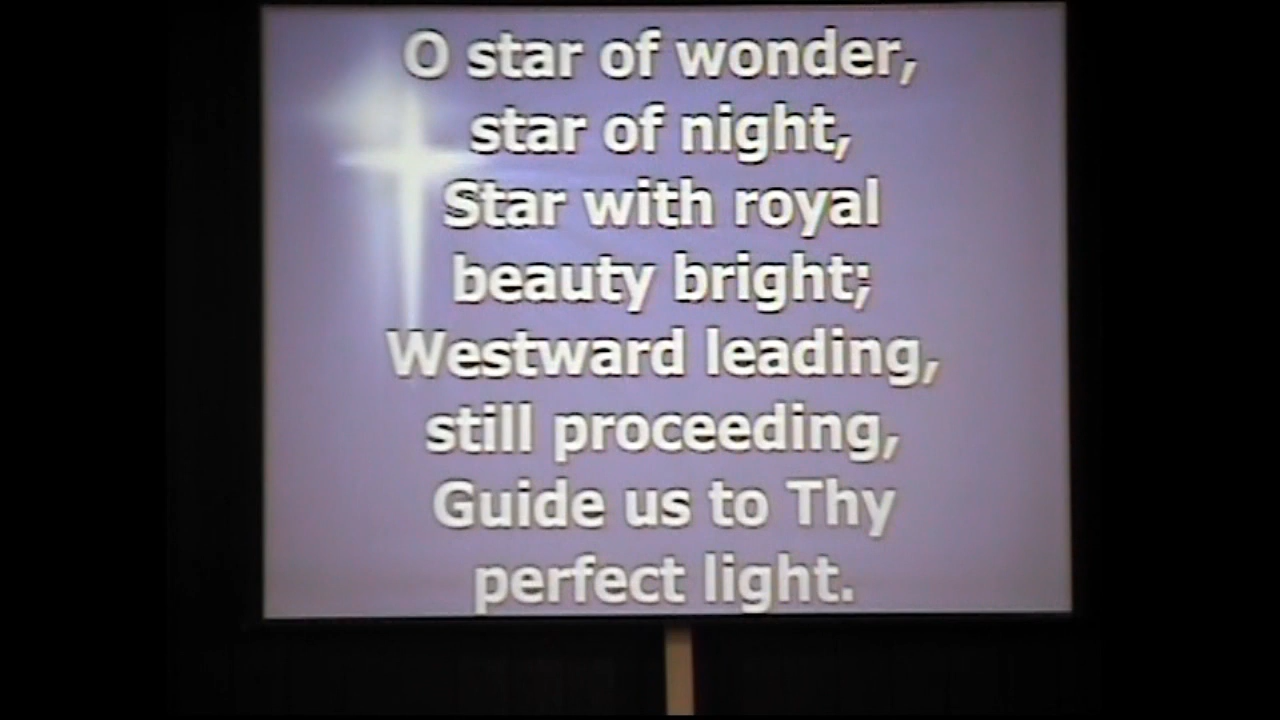 O star of wonder,
star of night,
Star with royal
beauty bright;
Westward leading,
still proceeding,
Guide us to Thy
perfect light.